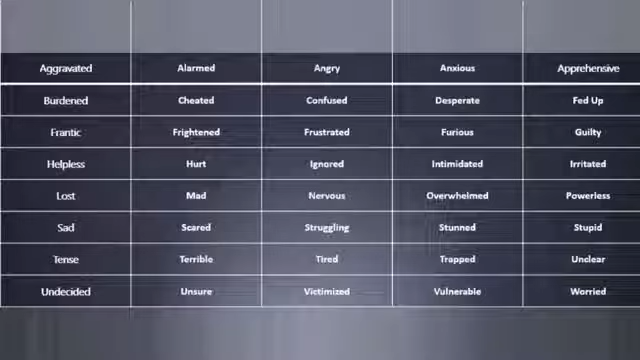 Aggravated Alarmed Angry Anxious Apprehensive
Burdened Cheated Confused Desperate Fed Up
Frantic Frightened Frustrated Furious Guilty
Helpless Hurt Ignored Intimidated Irritated
Lost Mad Nervous Overwhelmed Powerless
Sad Scared Struggling Stunned Stupid
Tense Terrible Tired Trapped Unclear
Undecided Unsure Victimized Vulnerable Worried